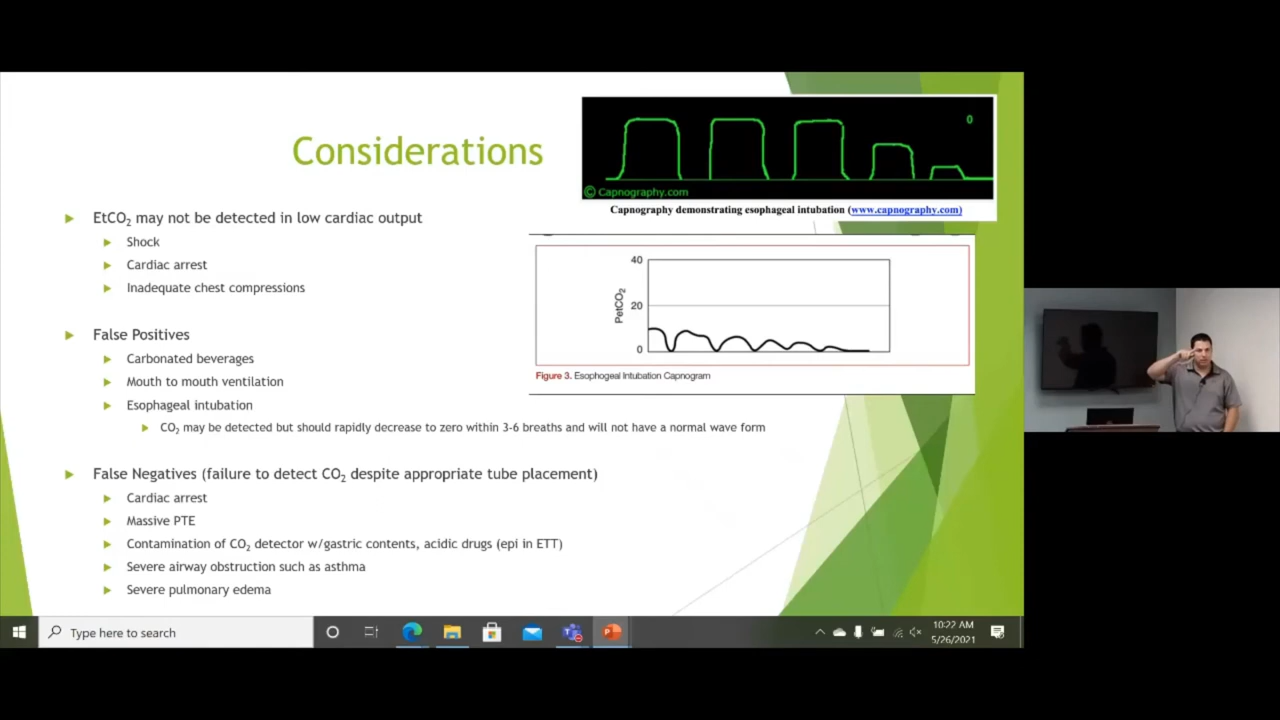 Considerations
0
© Capnography.com
Capnography demonstrating esophageal intubation (www.capnography.com)
EtCO₂ may not be detected in low cardiac output
Shock
Cardiac arrest
Inadequate chest compressions
40
20
0
PetCO₂
Figure 3. Esophogeal Intubation Capnogram
False Positives
Carbonated beverages
Mouth to mouth ventilation
Esophageal intubation
CO₂ may be detected but should rapidly decrease to zero within 3-6 breaths and will not have a normal wave form
False Negatives (failure to detect CO₂ despite appropriate tube placement)
Cardiac arrest
Massive PTE
Contamination of CO₂ detector w/gastric contents, acidic drugs (epi in ETT)
Severe airway obstruction such as asthma
Severe pulmonary edema
Type here to search
10:22 AM
5/26/2021